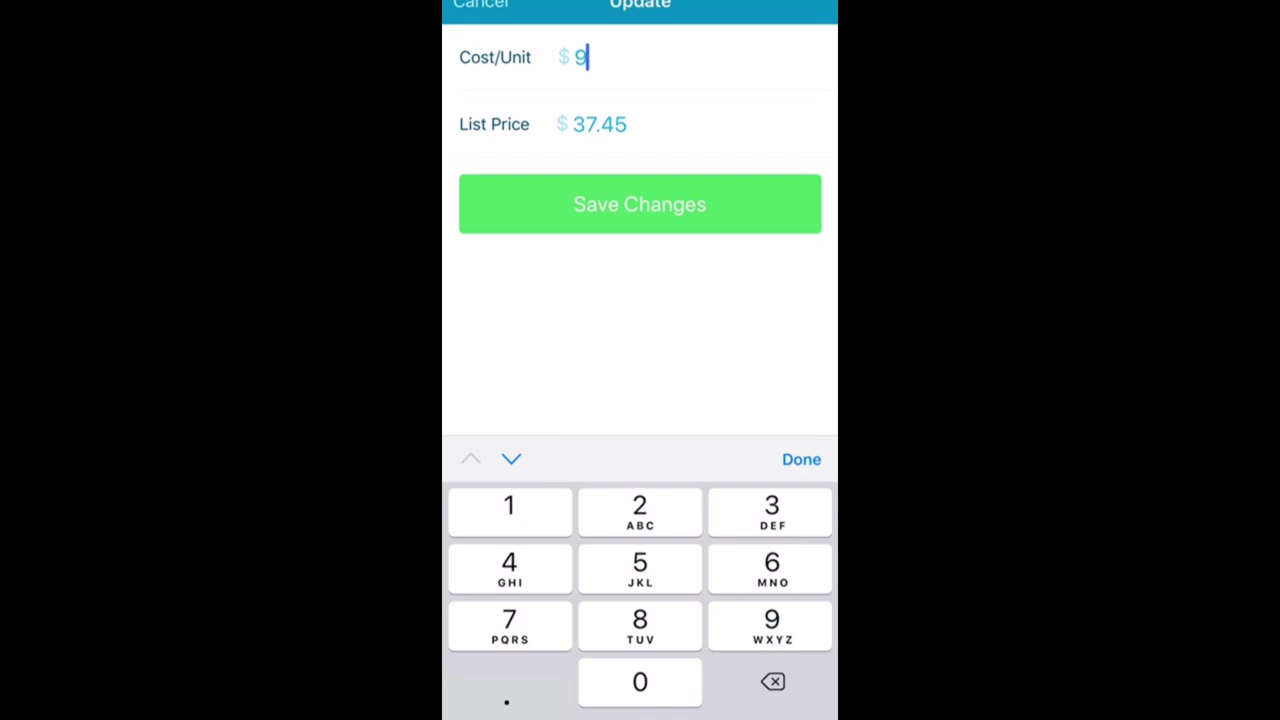 Cancel Update
Cost/Unit $ 9
List Price $ 37.45
Save Changes
Done
1 2 3
ABC DEF
4 5 6
GHI JKL MNO
7 8 9
PQRS TUV WXYZ
. 0